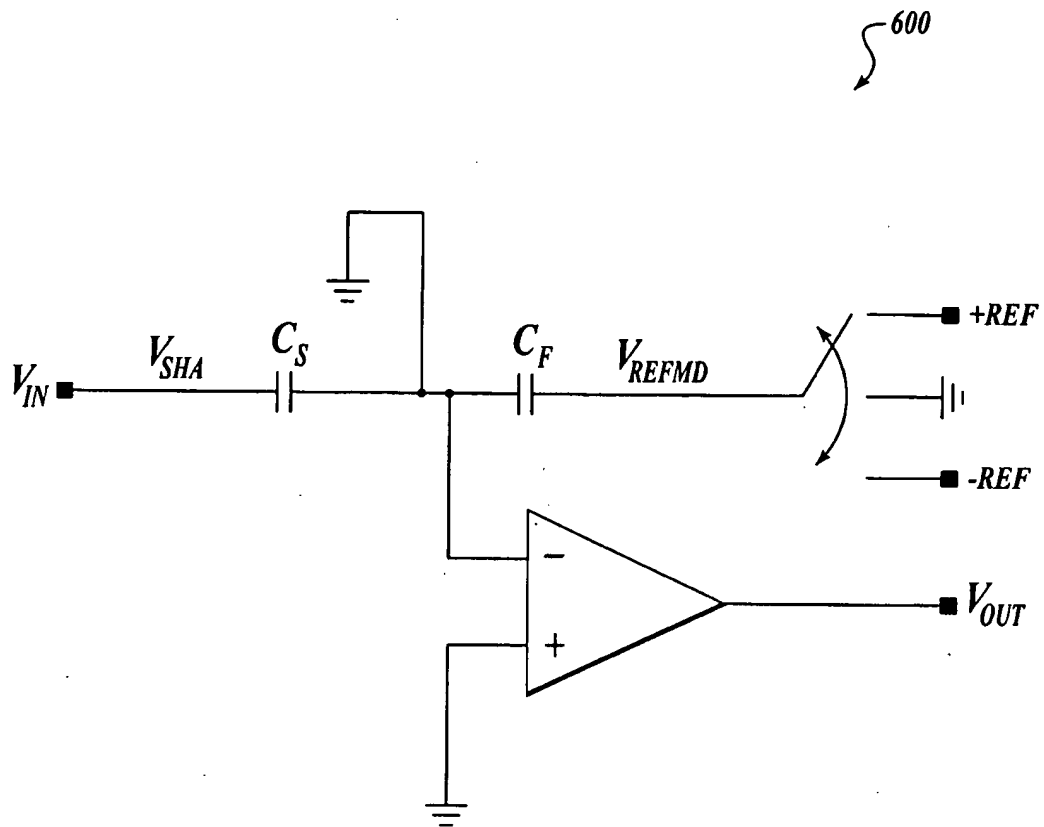 600
+REF
C_S
C_F
V_SHA
V_REFMD
V_IN
-REF
−
V_OUT
+